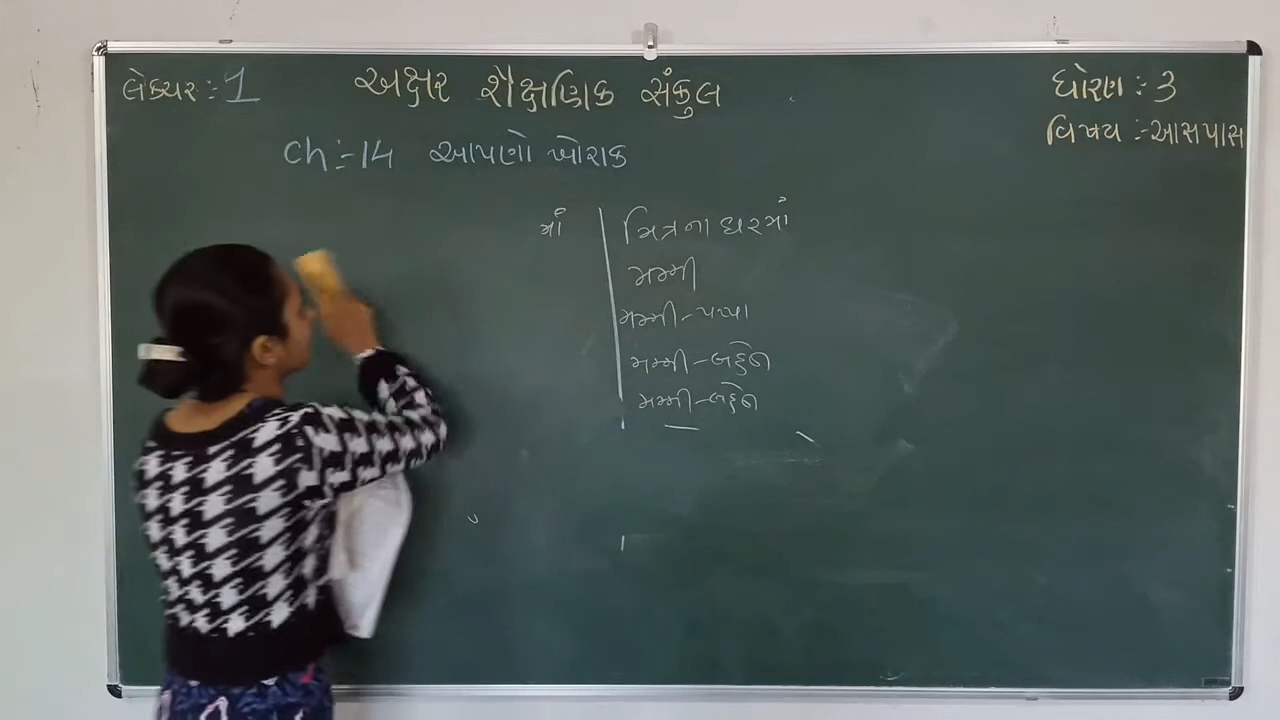 લેક્ચર :- 1 અક્ષર શૈક્ષણિક સંકુલ ધોરણ :- 3
વિષય :- આસપાસ
ch :- 14 આપણો ખોરાક
માં મિત્રના ઘરમાં
મમ્મી
મમ્મી - પપ્પા
મમ્મી - બહેન
મમ્મી - બહેન